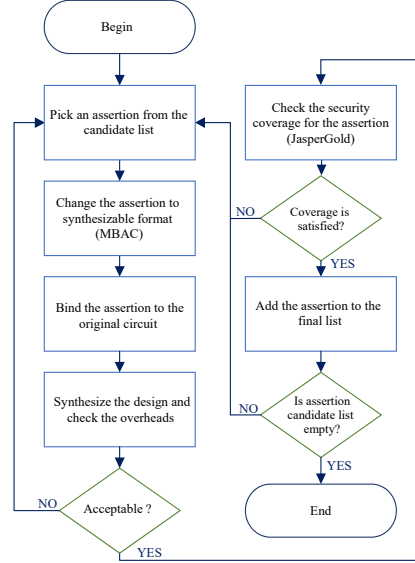 Begin
Pick an assertion from the
candidate list
Change the assertion to
synthesizable format
(MBAC)
Bind the assertion to the
original circuit
Synthesize the design and
check the overheads
Acceptable ?
NO
YES
Check the security
coverage for the assertion
(JasperGold)
Coverage is
satisfied?
NO
YES
Add the assertion to the
final list
Is assertion
candidate list
empty?
NO
YES
End